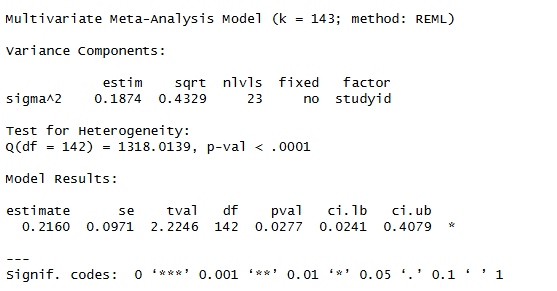 Multivariate Meta-Analysis Model (k = 143; method: REML)
Variance Components:
estim sqrt nlvls fixed factor
sigma^2 0.1874 0.4329 23 no studyid
Test for Heterogeneity:
Q(df = 142) = 1318.0139, p-val < .0001
Model Results:
estimate se tval df pval ci.lb ci.ub
0.2160 0.0971 2.2246 142 0.0277 0.0241 0.4079 *
---
Signif. codes: 0 ‘***’ 0.001 ‘**’ 0.01 ‘*’ 0.05 ‘.’ 0.1 ‘ ’ 1